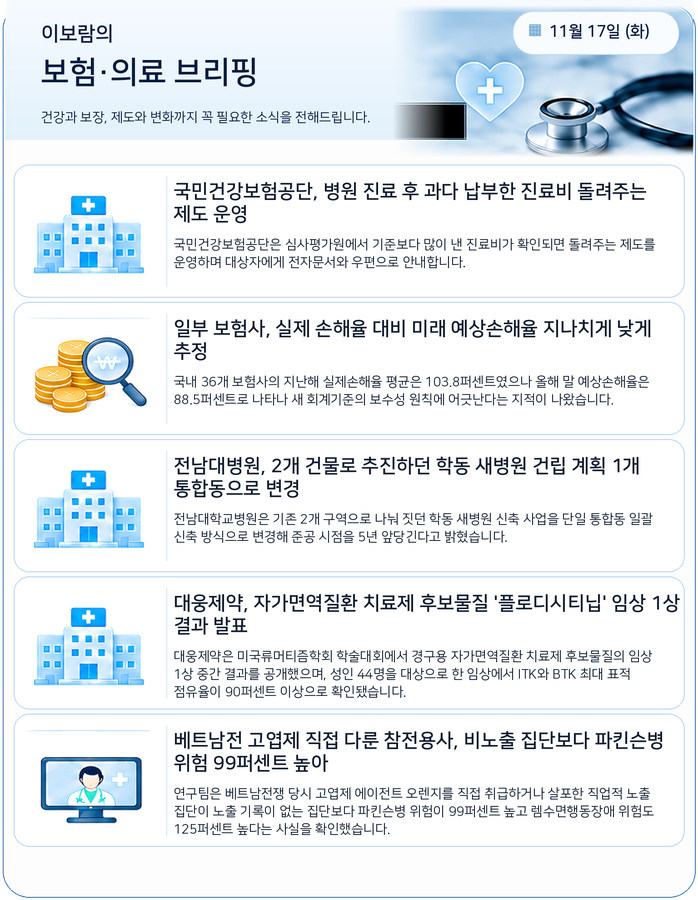 이보람의
보험·의료 브리핑
11월 17일 (화)
건강과 보장, 제도와 변화까지 꼭 필요한 소식을 전해드립니다.
국민건강보험공단, 병원 진료 후 과다 납부한 진료비 돌려주는
제도 운영
국민건강보험공단은 심사평가원에서 기준보다 많이 낸 진료비가 확인되면 돌려주는 제도를
운영하며 대상자에게 전자문서와 우편으로 안내합니다.
일부 보험사, 실제 손해율 대비 미래 예상손해율 지나치게 낮게
추정
국내 36개 보험사의 지난해 실제손해율 평균은 103.8퍼센트였으나 올해 말 예상손해율은
88.5퍼센트로 나타나 새 회계기준의 보수성 원칙에 어긋난다는 지적이 나왔습니다.
전남대병원, 2개 건물로 추진하던 학동 새병원 건립 계획 1개
통합동으로 변경
전남대학교병원은 기존 2개 구역으로 나눠 짓던 학동 새병원 신축 사업을 단일 통합동 일괄
신축 방식으로 변경해 준공 시점을 5년 앞당긴다고 밝혔습니다.
대웅제약, 자가면역질환 치료제 후보물질 '플로디시티닙' 임상 1상
결과 발표
대웅제약은 미국류머티즘학회 학술대회에서 경구용 자가면역질환 치료제 후보물질의 임상
1상 중간 결과를 공개했으며, 성인 44명을 대상으로 한 임상에서 ITK와 BTK 최대 표적
점유율이 90퍼센트 이상으로 확인됐습니다.
베트남전 고엽제 직접 다룬 참전용사, 비노출 집단보다 파킨슨병
위험 99퍼센트 높아
연구팀은 베트남전쟁 당시 고엽제 에이전트 오렌지를 직접 취급하거나 살포한 직업적 노출
집단이 노출 기록이 없는 집단보다 파킨슨병 위험이 99퍼센트 높고 렘수면행동장애 위험도
125퍼센트 높다는 사실을 확인했습니다.